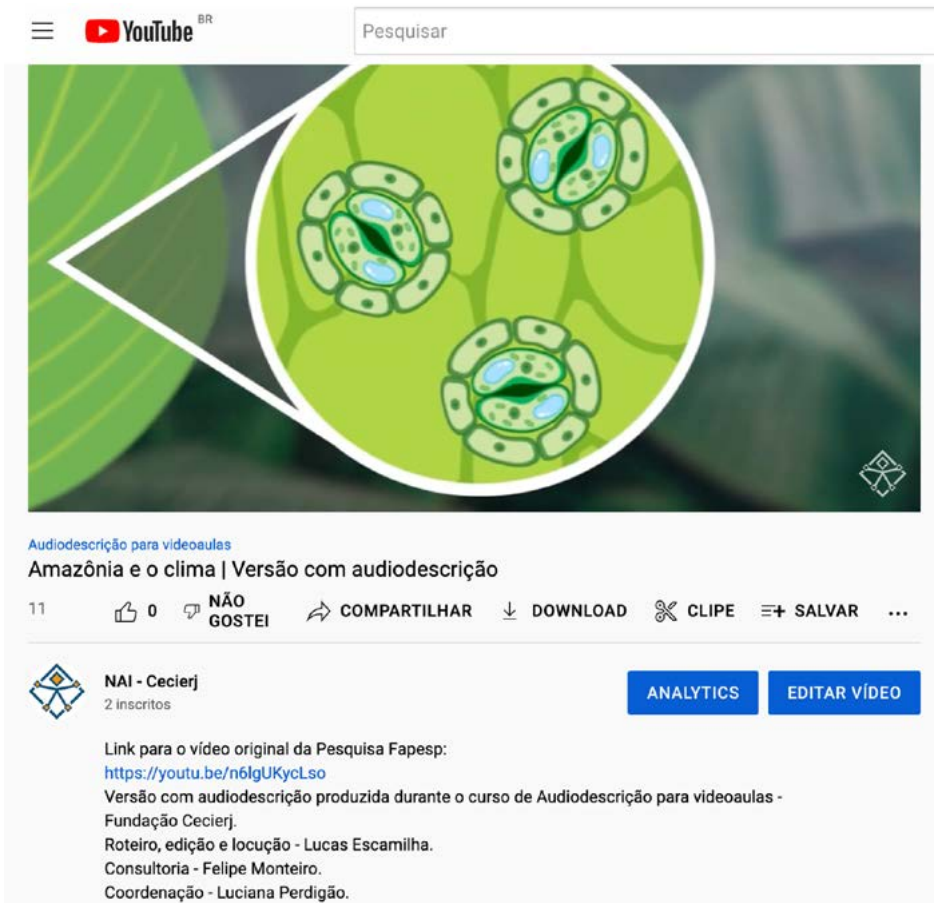 YouTube BR
Pesquisar
Audiodescrição para videoaulas
Amazônia e o clima | Versão com audiodescrição
11
0
NÃO
GOSTEI
COMPARTILHAR
DOWNLOAD
CLIPE
SALVAR
...
NAI - Cecierj
2 inscritos
ANALYTICS
EDITAR VÍDEO
Link para o vídeo original da Pesquisa Fapesp:
https://youtu.be/n6lgUKycLso
Versão com audiodescrição produzida durante o curso de Audiodescrição para videoaulas -
Fundação Cecierj.
Roteiro, edição e locução - Lucas Escamilha.
Consultoria - Felipe Monteiro.
Coordenação - Luciana Perdigão.